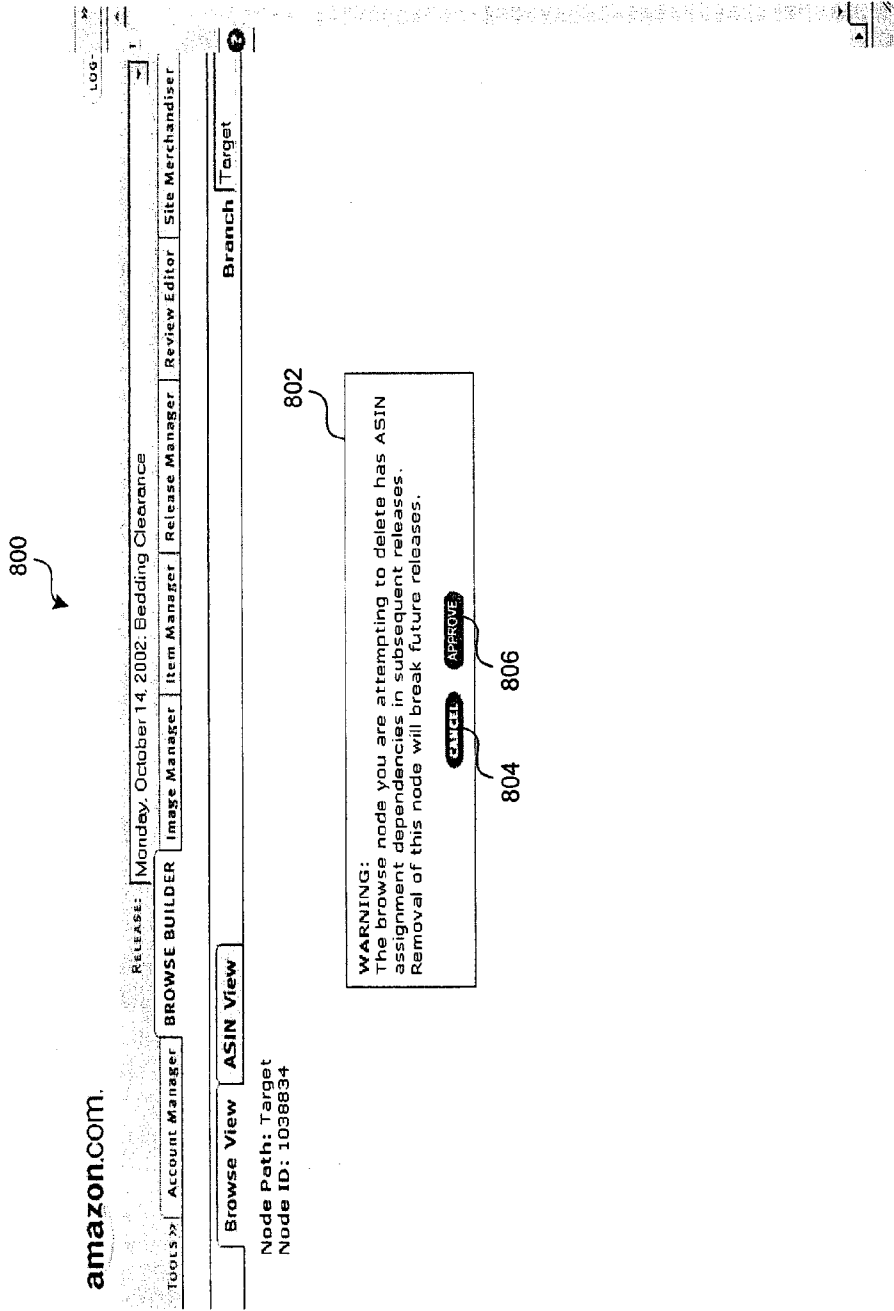 800
amazon.com.
LOG-
RELEASE: Monday, October 14, 2002: Bedding Clearance
TOOLS >> Account Manager BROWSE BUILDER Image Manager Item Manager Release Manager Review Editor Site Merchandiser
Browse View ASIN View Branch Target ?
Node Path: Target
Node ID: 1038834
802
WARNING:
The browse node you are attempting to delete has ASIN
assignment dependencies in subsequent releases.
Removal of this node will break future releases.
CANCEL APPROVE
804 806